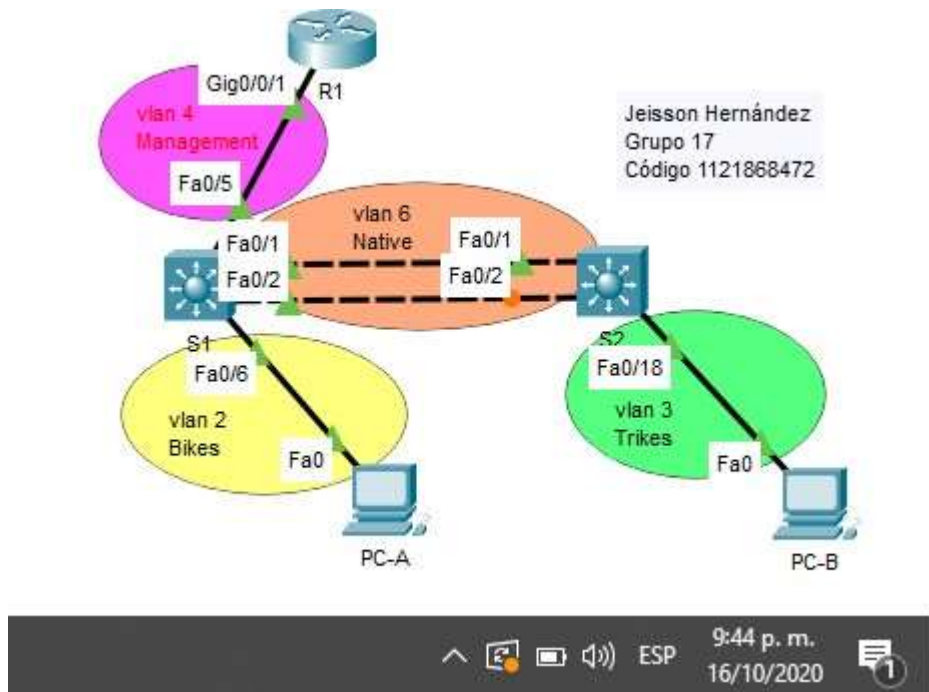 Gig0/0/1
R1
vlan 4
Management
Jeisson Hernández
Grupo 17
Código 1121868472
Fa0/5
vlan 6
Native
Fa0/1
Fa0/1
Fa0/2
Fa0/2
S1
S2
Fa0/6
Fa0/18
vlan 2
Bikes
vlan 3
Trikes
Fa0
Fa0
PC-A
PC-B
ESP
9:44 p. m.
16/10/2020
1